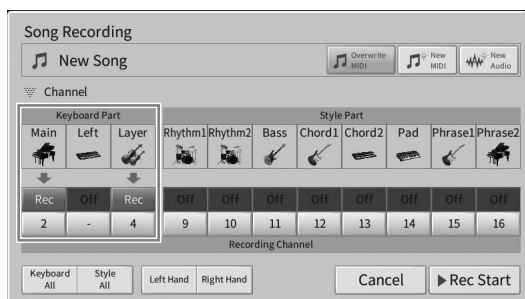 Song Recording
New Song
Overwrite MIDI
New MIDI
New Audio
Channel
Keyboard Part Style Part
Main Left Layer Rhythm1 Rhythm2 Bass Chord1 Chord2 Pad Phrase1 Phrase2
Rec Off Rec Off Off Off Off Off Off Off Off
2 - 4 9 10 11 12 13 14 15 16
Recording Channel
Keyboard All
Style All
Left Hand Right Hand Cancel Rec Start